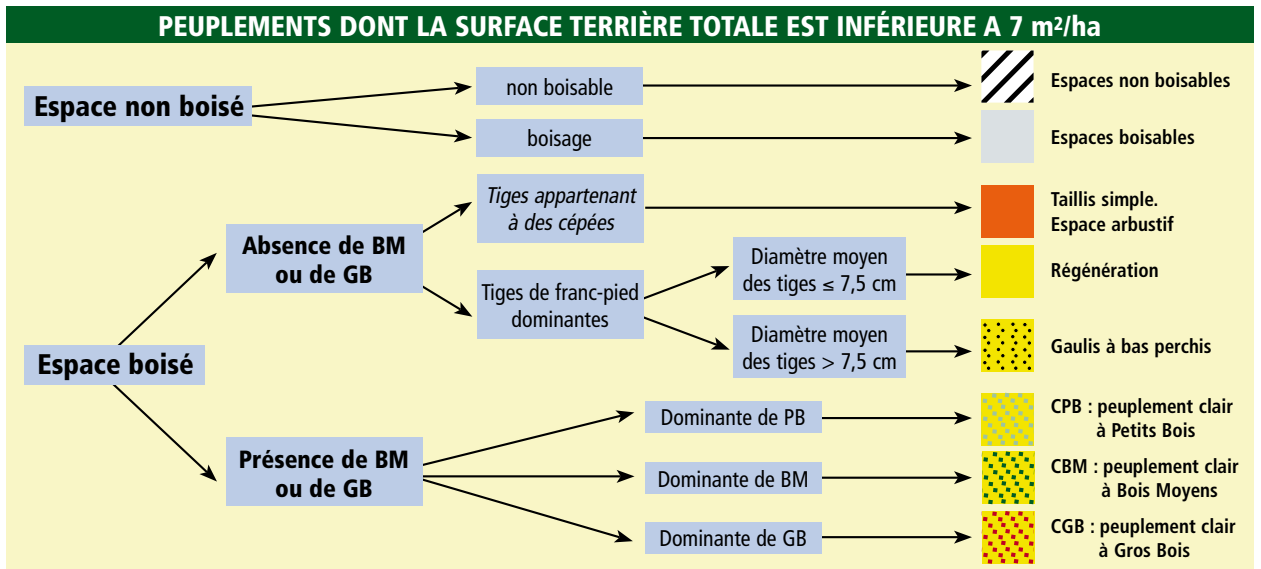 PEUPLEMENTS DONT LA SURFACE TERRIÈRE TOTALE EST INFÉRIEURE A 7 m²/ha
Espace non boisé
non boisable
Espaces non boisables
boisage
Espaces boisables
Espace boisé
Absence de BM
ou de GB
Tiges appartenant
à des cépées
Taillis simple.
Espace arbustif
Tiges de franc-pied
dominantes
Diamètre moyen
des tiges ≤ 7,5 cm
Régénération
Diamètre moyen
des tiges > 7,5 cm
Gaulis à bas perchis
Présence de BM
ou de GB
Dominante de PB
CPB : peuplement clair
à Petits Bois
Dominante de BM
CBM : peuplement clair
à Bois Moyens
Dominante de GB
CGB : peuplement clair
à Gros Bois